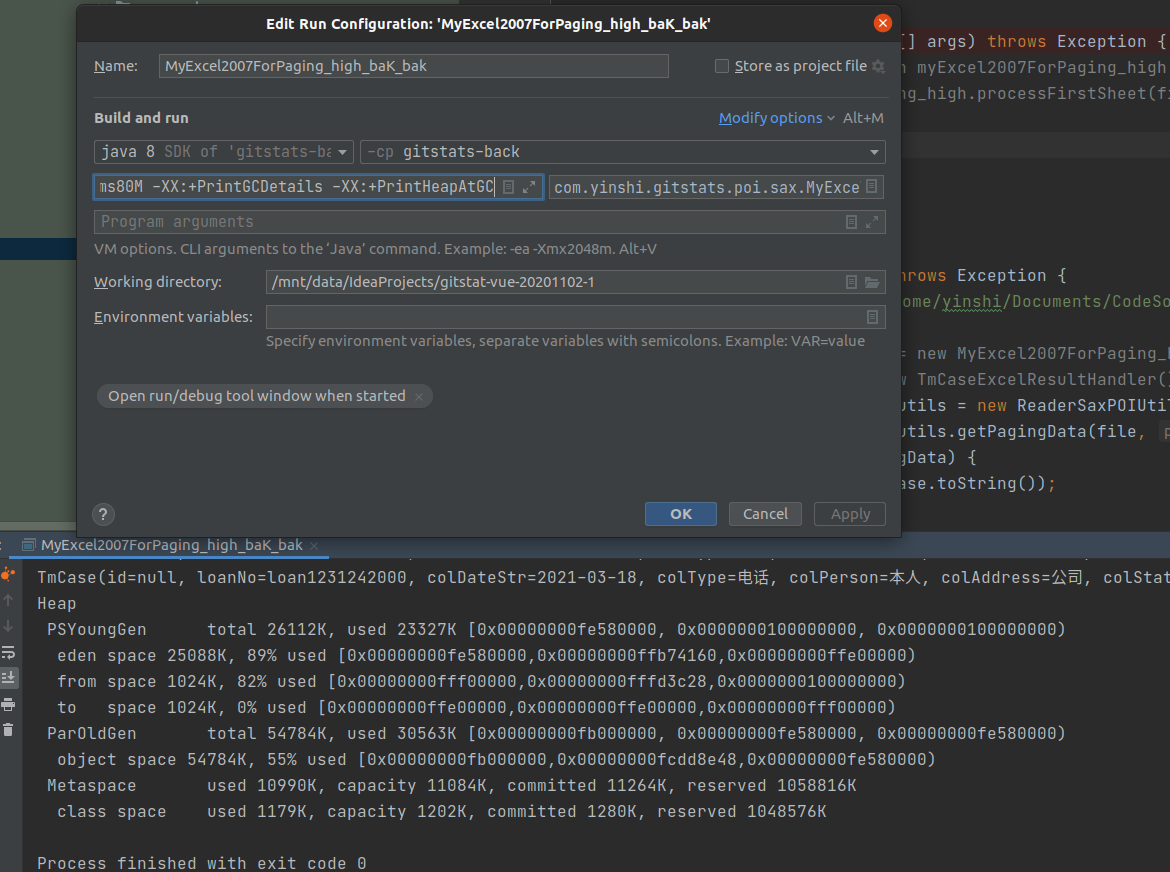 Edit Run Configuration: 'MyExcel2007ForPaging_high_baK_bak'
[] args) throws Exception {
Name: MyExcel2007ForPaging_high_baK_bak Store as project file
myExcel2007ForPaging_high
ng_high.processFirstSheet(fi
Build and run Modify options Alt+M
java 8 SDK of 'gitstats-ba -cp gitstats-back
ms80M -XX:+PrintGCDetails -XX:+PrintHeapAtGC com.yinshi.gitstats.poi.sax.MyExce
Program arguments
VM options. CLI arguments to the ‘Java’ command. Example: -ea -Xmx2048m. Alt+V
hrows Exception {
Working directory: /mnt/data/IdeaProjects/gitstat-vue-20201102-1
ome/yinshi/Documents/CodeSo
Environment variables:
Specify environment variables, separate variables with semicolons. Example: VAR=value
= new MyExcel2007ForPaging_h
w TmCaseExcelResultHandler()
Open run/debug tool window when started
utils = new ReaderSaxPOIUtil
utils.getPagingData(file, p
gData) {
ase.toString());
? OK Cancel Apply
MyExcel2007ForPaging_high_baK_bak
TmCase(id=null, loanNo=loan1231242000, colDateStr=2021-03-18, colType=电话, colPerson=本人, colAddress=公司, colStat
Heap
PSYoungGen total 26112K, used 23327K [0x00000000fe580000, 0x0000000100000000, 0x0000000100000000)
eden space 25088K, 89% used [0x00000000fe580000,0x00000000ffb74160,0x00000000ffe00000)
from space 1024K, 82% used [0x00000000fff00000,0x00000000fffd3c28,0x0000000100000000)
to space 1024K, 0% used [0x00000000ffe00000,0x00000000ffe00000,0x00000000fff00000)
ParOldGen total 54784K, used 30563K [0x00000000fb000000, 0x00000000fe580000, 0x00000000fe580000)
object space 54784K, 55% used [0x00000000fb000000,0x00000000fcdd8e48,0x00000000fe580000)
Metaspace used 10990K, capacity 11084K, committed 11264K, reserved 1058816K
class space used 1179K, capacity 1202K, committed 1280K, reserved 1048576K
Process finished with exit code 0